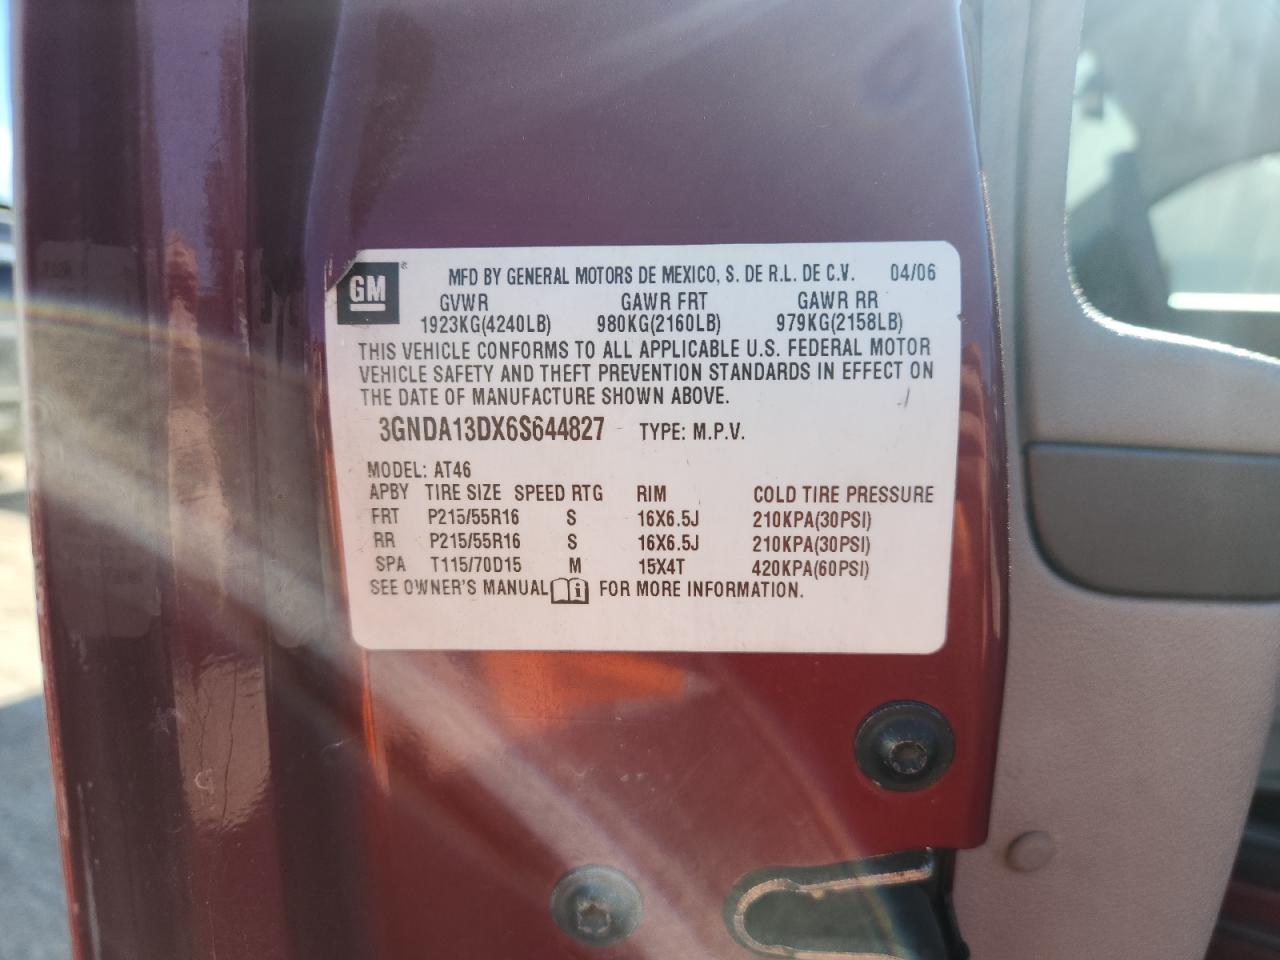 GM ® MFD BY GENERAL MOTORS DE MEXICO, S. DE R.L. DE C.V. 04/06
GVWR GAWR FRT GAWR RR
1923KG(4240LB) 980KG(2160LB) 979KG(2158LB)
THIS VEHICLE CONFORMS TO ALL APPLICABLE U.S. FEDERAL MOTOR
VEHICLE SAFETY AND THEFT PREVENTION STANDARDS IN EFFECT ON
THE DATE OF MANUFACTURE SHOWN ABOVE.
3GNDA13DX6S644827 TYPE: M.P.V.
MODEL: AT46
APBY TIRE SIZE SPEED RTG RIM COLD TIRE PRESSURE
FRT P215/55R16 S 16X6.5J 210KPA(30PSI)
RR P215/55R16 S 16X6.5J 210KPA(30PSI)
SPA T115/70D15 M 15X4T 420KPA(60PSI)
SEE OWNER'S MANUAL i FOR MORE INFORMATION.